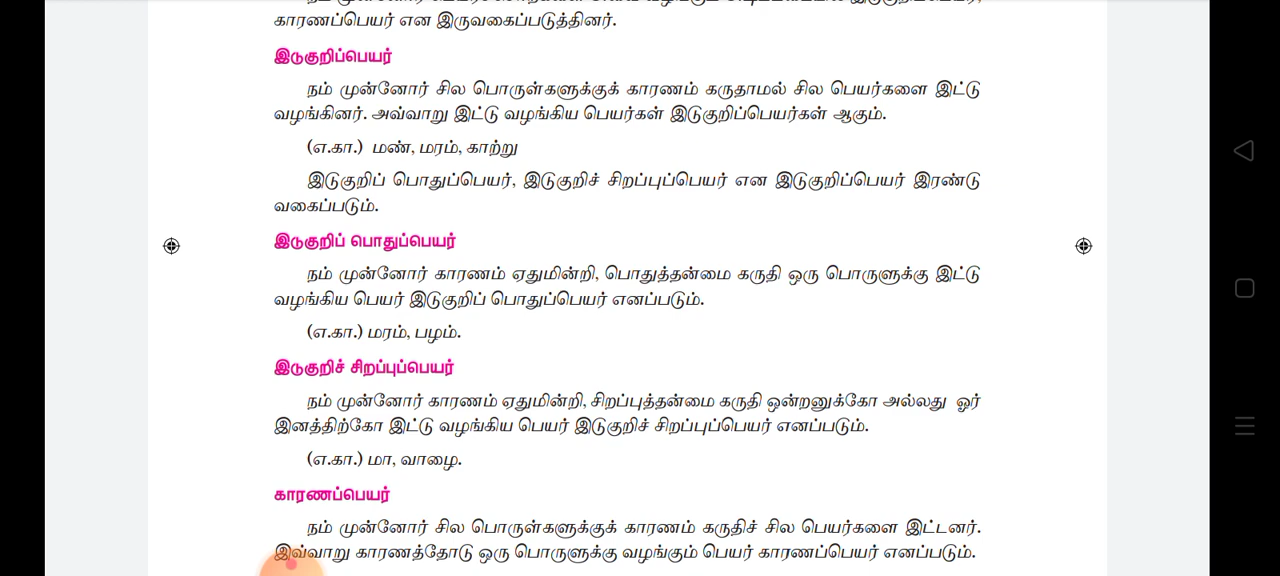 காரணப்பெயர் என இருவகைப்படுத்தினர்.
இடுகுறிப்பெயர்
நம் முன்னோர் சில பொருள்களுக்குக் காரணம் கருதாமல் சில பெயர்களை இட்டு
வழங்கினர். அவ்வாறு இட்டு வழங்கிய பெயர்கள் இடுகுறிப்பெயர்கள் ஆகும்.
(எ.கா.) மண், மரம், காற்று
இடுகுறிப் பொதுப்பெயர், இடுகுறிச் சிறப்புப்பெயர் என இடுகுறிப்பெயர் இரண்டு
வகைப்படும்.
இடுகுறிப் பொதுப்பெயர்
நம் முன்னோர் காரணம் ஏதுமின்றி, பொதுத்தன்மை கருதி ஒரு பொருளுக்கு இட்டு
வழங்கிய பெயர் இடுகுறிப் பொதுப்பெயர் எனப்படும்.
(எ.கா.) மரம், பழம்.
இடுகுறிச் சிறப்புப்பெயர்
நம் முன்னோர் காரணம் ஏதுமின்றி, சிறப்புத்தன்மை கருதி ஒன்றனுக்கோ அல்லது ஓர்
இனத்திற்கோ இட்டு வழங்கிய பெயர் இடுகுறிச் சிறப்புப்பெயர் எனப்படும்.
(எ.கா.) மா, வாழை.
காரணப்பெயர்
நம் முன்னோர் சில பொருள்களுக்குக் காரணம் கருதிச் சில பெயர்களை இட்டனர்.
இவ்வாறு காரணத்தோடு ஒரு பொருளுக்கு வழங்கும் பெயர் காரணப்பெயர் எனப்படும்.